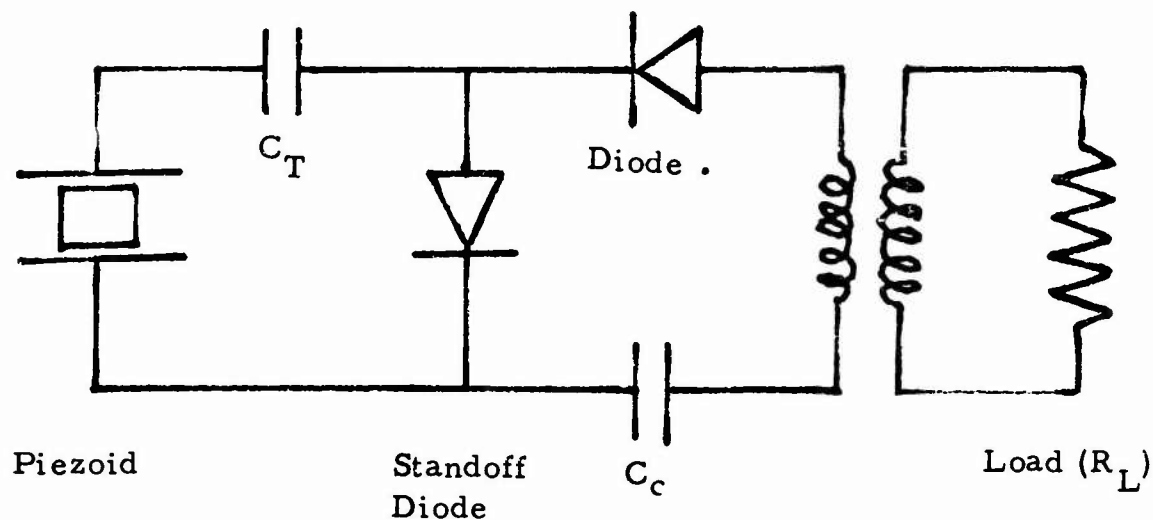 C_T
Diode .
Piezoid
Standoff
Diode
C_c
Load (R_L)